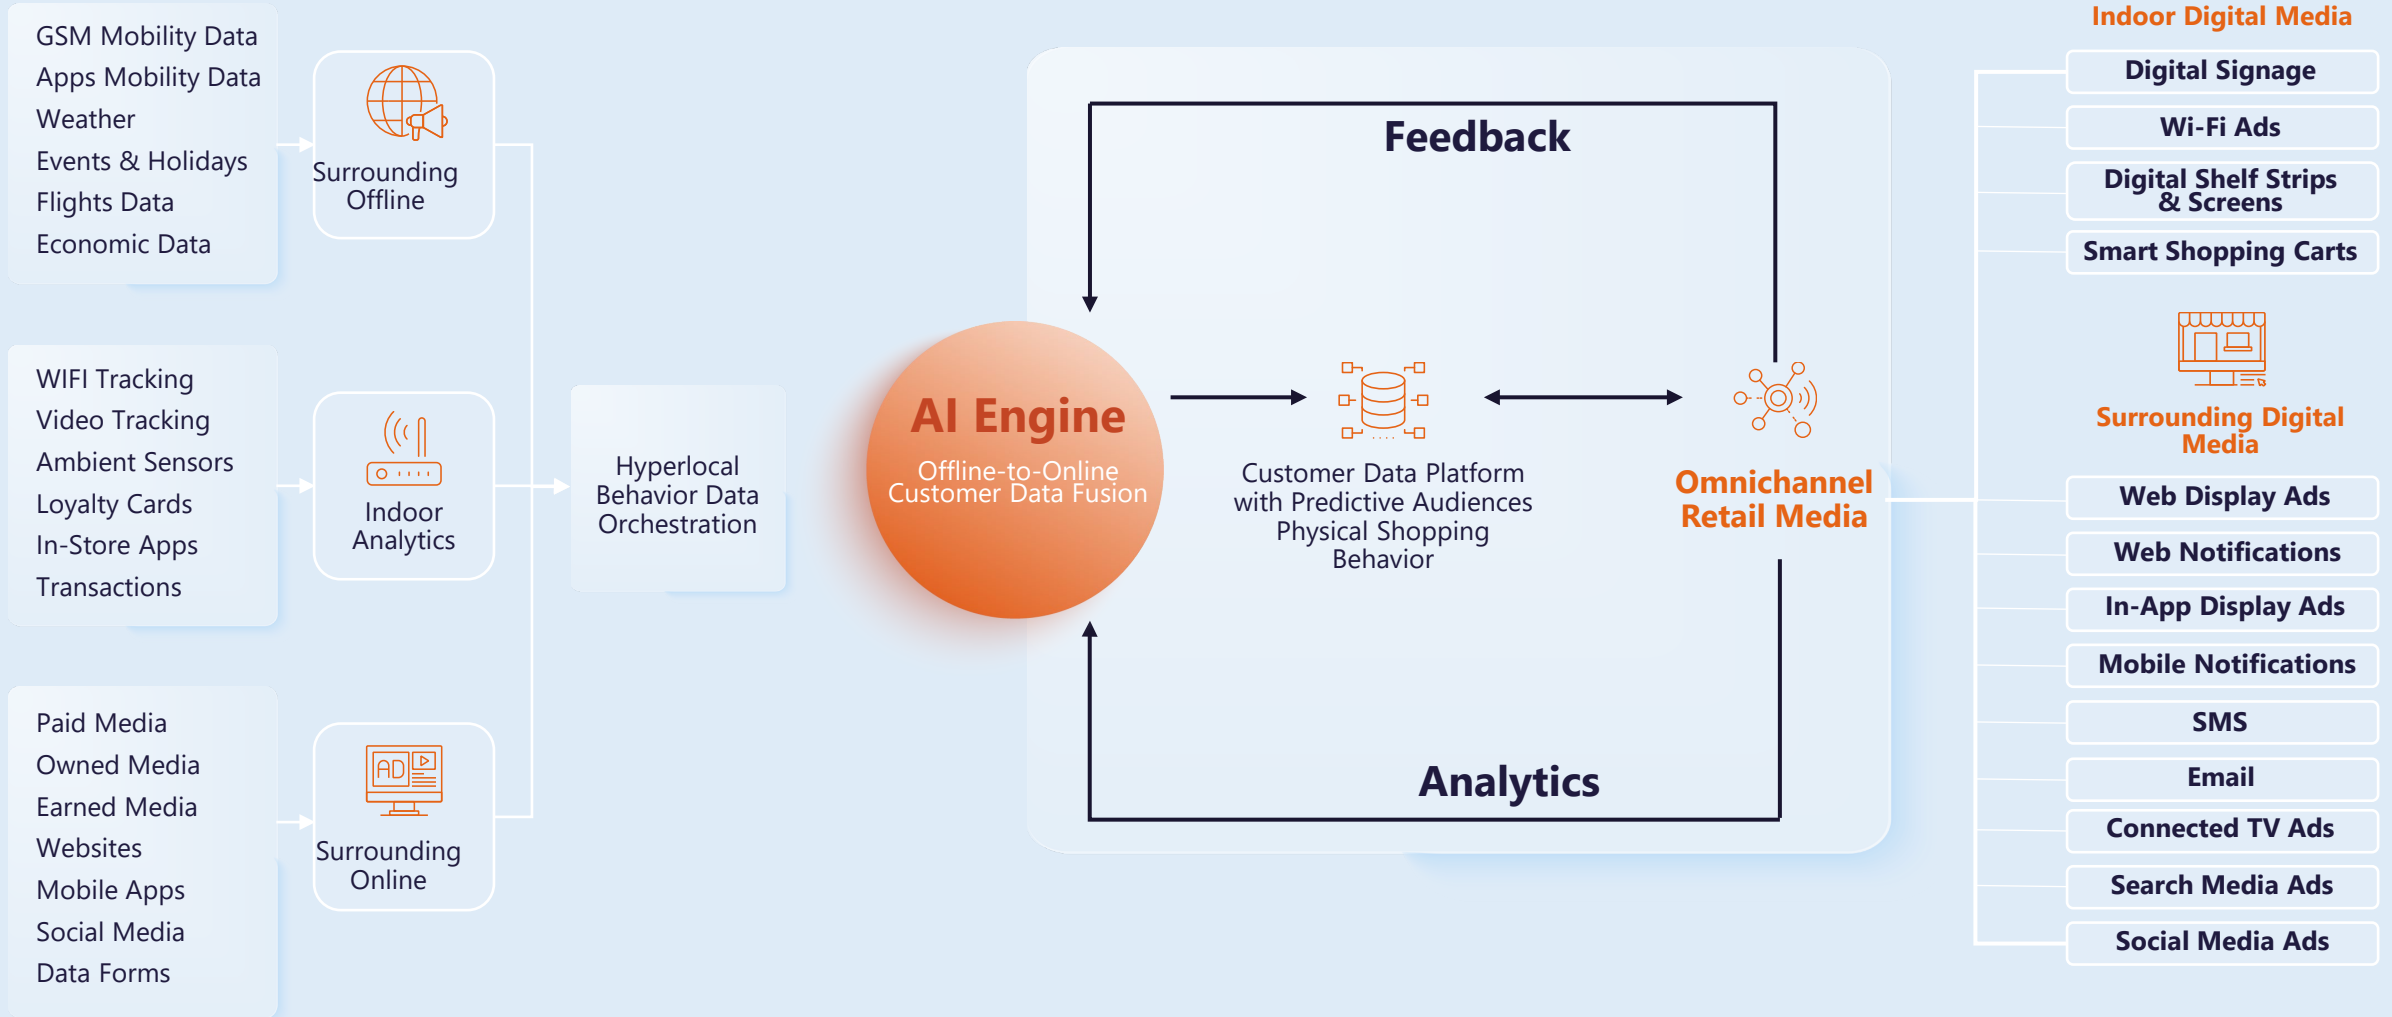 GSM Mobility Data
Apps Mobility Data
Weather
Events & Holidays
Flights Data
Economic Data
Surrounding
Offline
WIFI Tracking
Video Tracking
Ambient Sensors
Loyalty Cards
In-Store Apps
Transactions
Indoor
Analytics
Paid Media
Owned Media
Earned Media
Websites
Mobile Apps
Social Media
Data Forms
AD
Surrounding
Online
Hyperlocal
Behavior Data
Orchestration
AI Engine
Offline-to-Online
Customer Data Fusion
Feedback
Customer Data Platform
with Predictive Audiences
Physical Shopping
Behavior
Omnichannel
Retail Media
Analytics
Indoor Digital Media
Digital Signage
Wi-Fi Ads
Digital Shelf Strips
& Screens
Smart Shopping Carts
Surrounding Digital
Media
Web Display Ads
Web Notifications
In-App Display Ads
Mobile Notifications
SMS
Email
Connected TV Ads
Search Media Ads
Social Media Ads